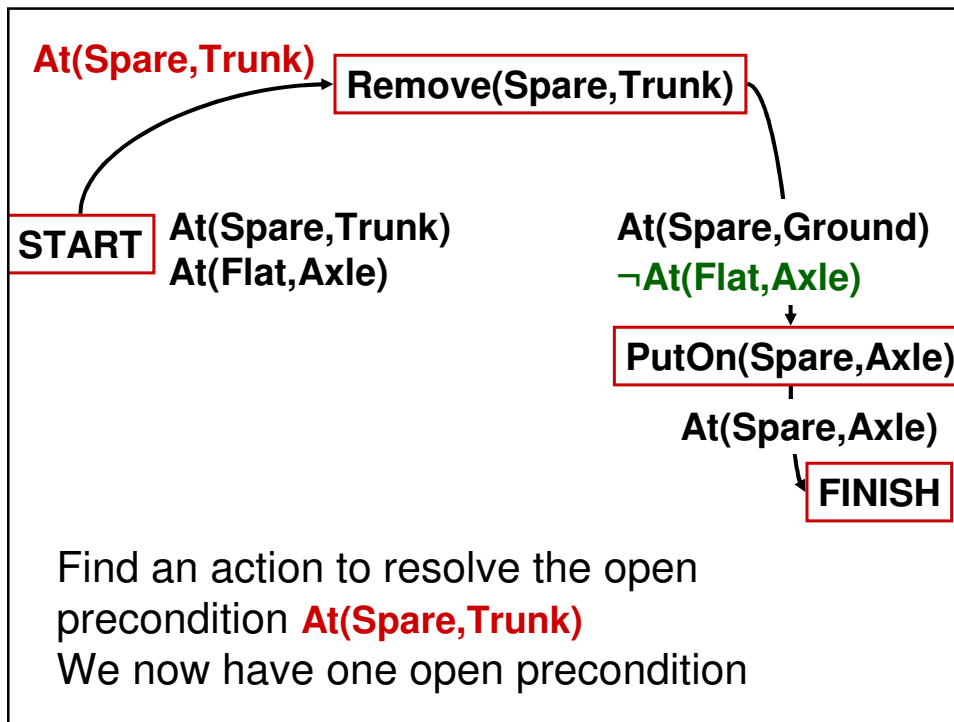 At(Spare,Trunk)
Remove(Spare,Trunk)
START
At(Spare,Trunk)
At(Flat,Axle)
At(Spare,Ground)
¬At(Flat,Axle)
PutOn(Spare,Axle)
At(Spare,Axle)
FINISH
Find an action to resolve the open
precondition At(Spare,Trunk)
We now have one open precondition